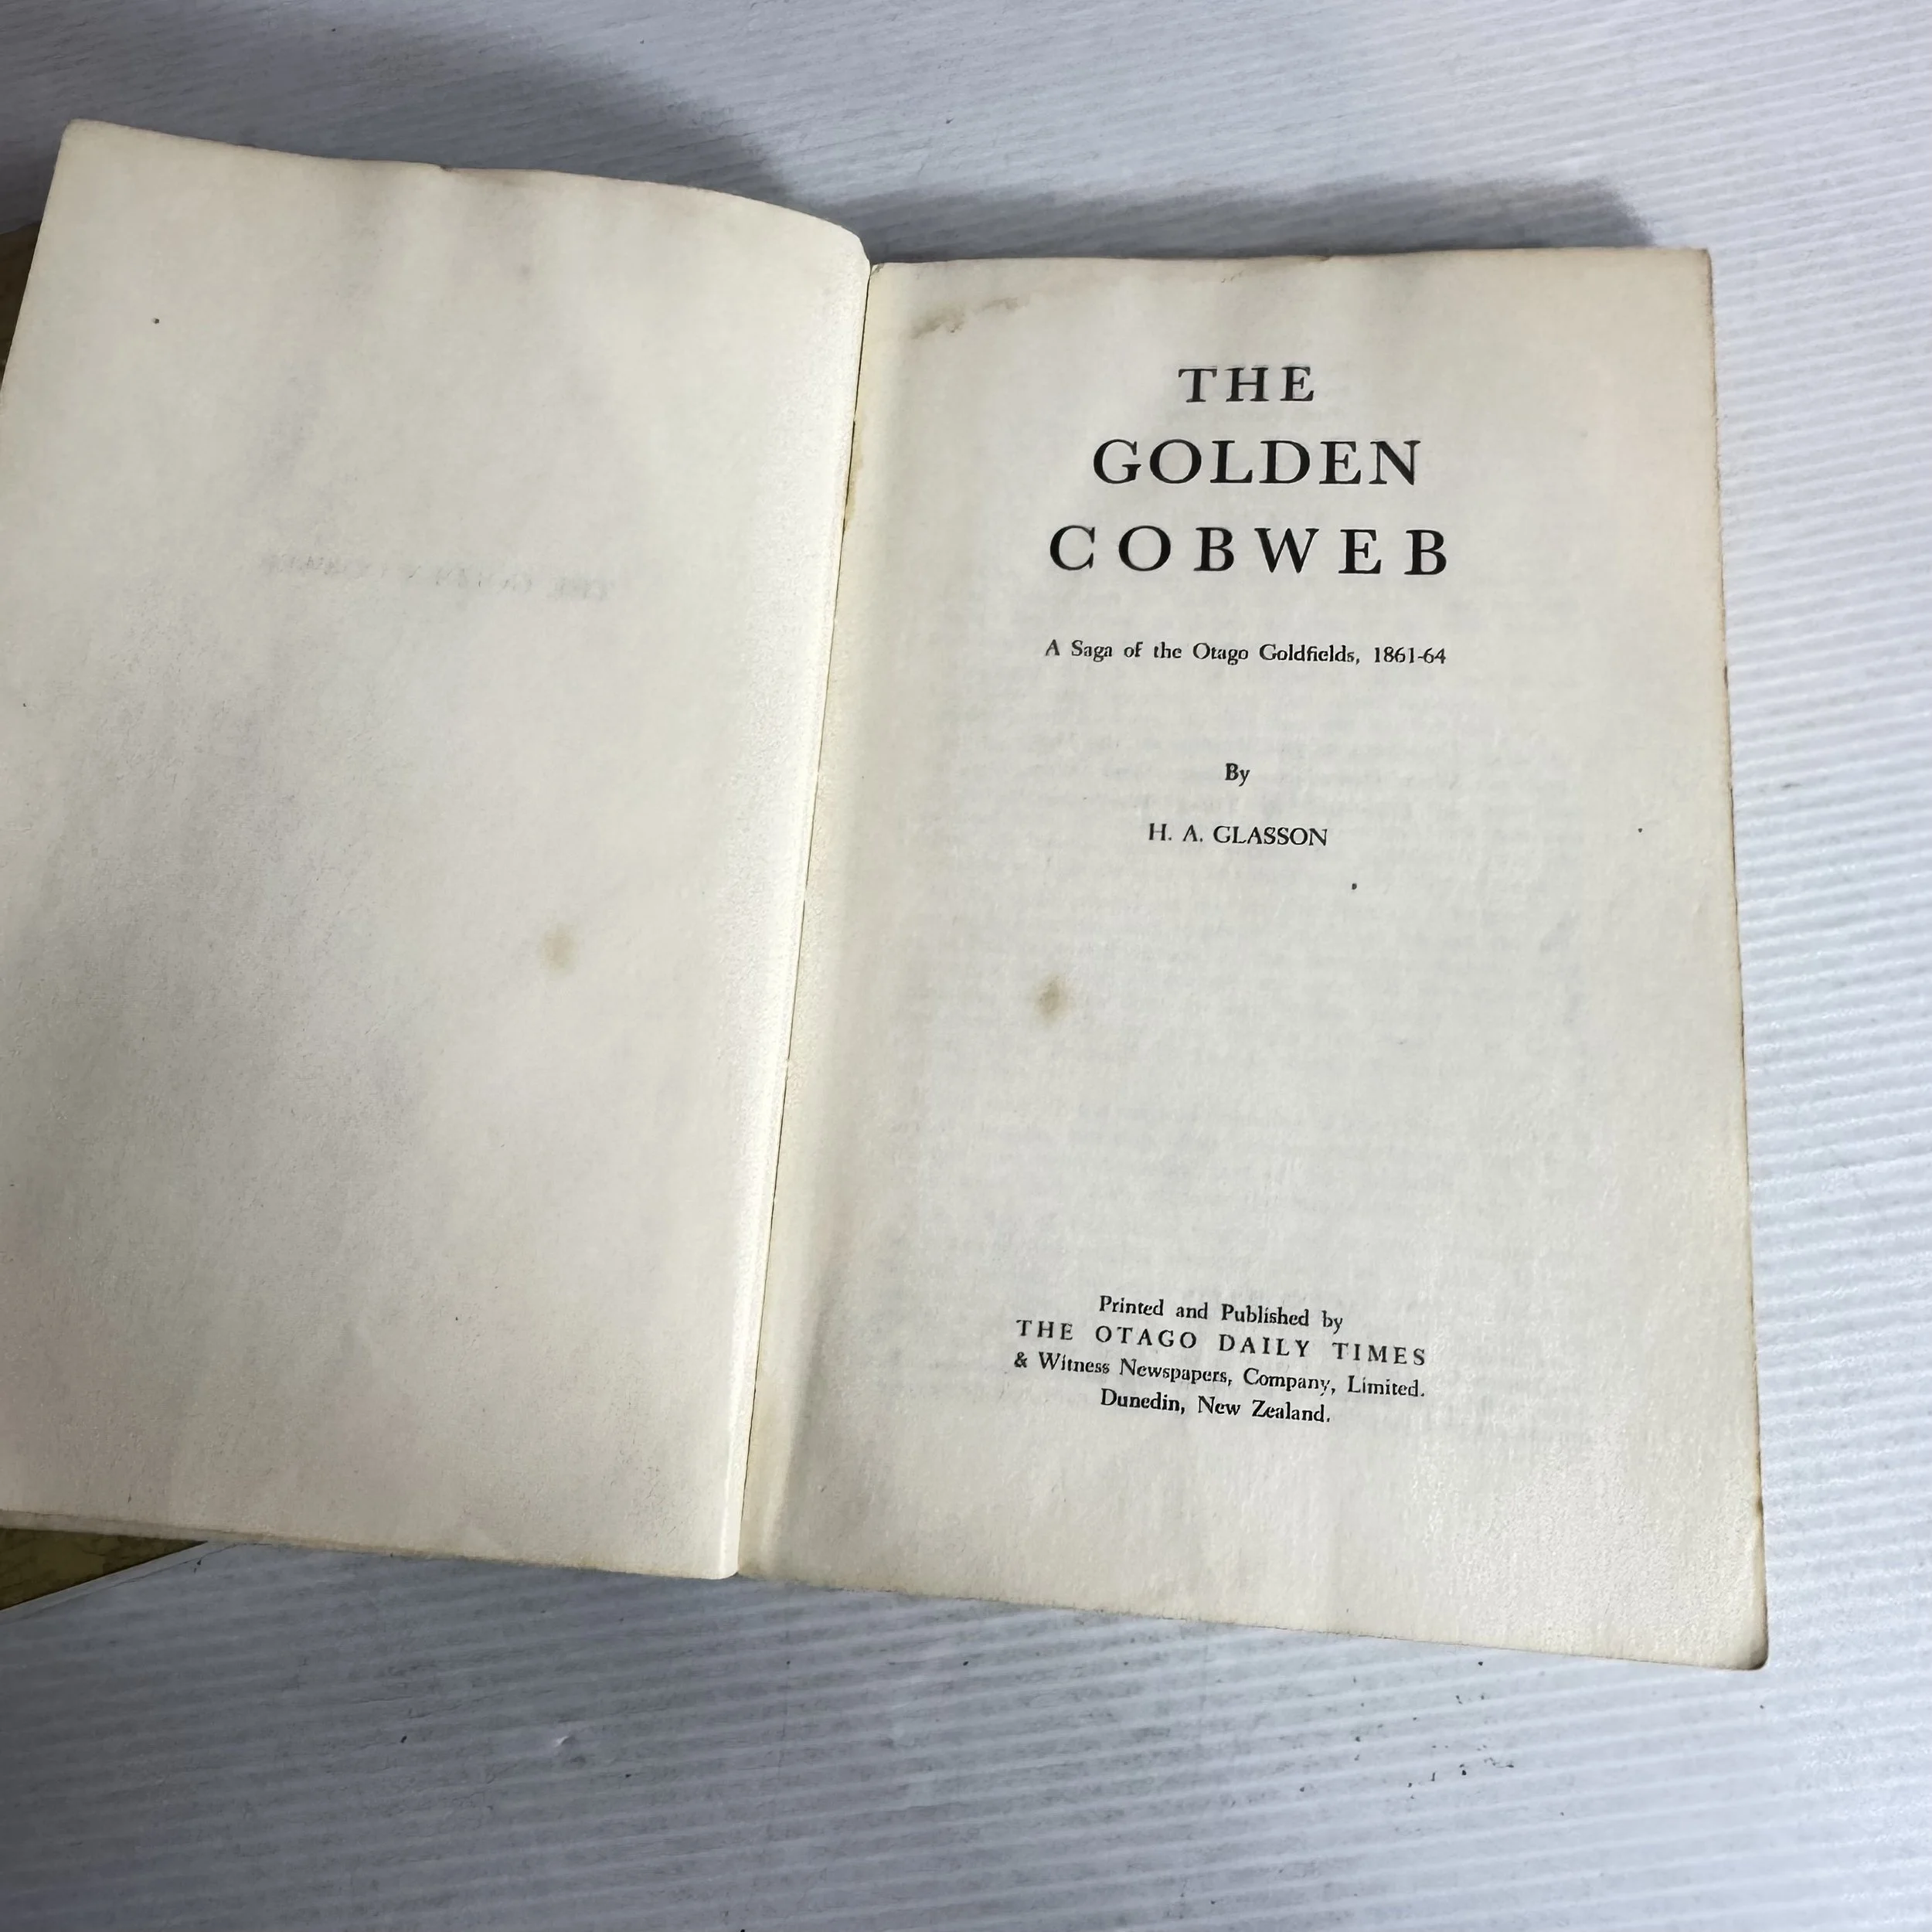 THE
GOLDEN
COBWEB
A Saga of the Otago Goldfields, 1861-64
By
H. A. GLASSON
Printed and Published by
THE OTAGO DAILY TIMES
& Witness Newspapers, Company, Limited.
Dunedin, New Zealand.